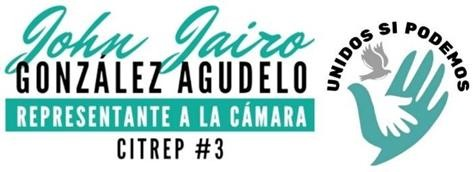 John Jairo
GONZÁLEZ AGUDELO
REPRESENTANTE A LA CÁMARA
CITREP #3
UNIDOS SI PODEMOS